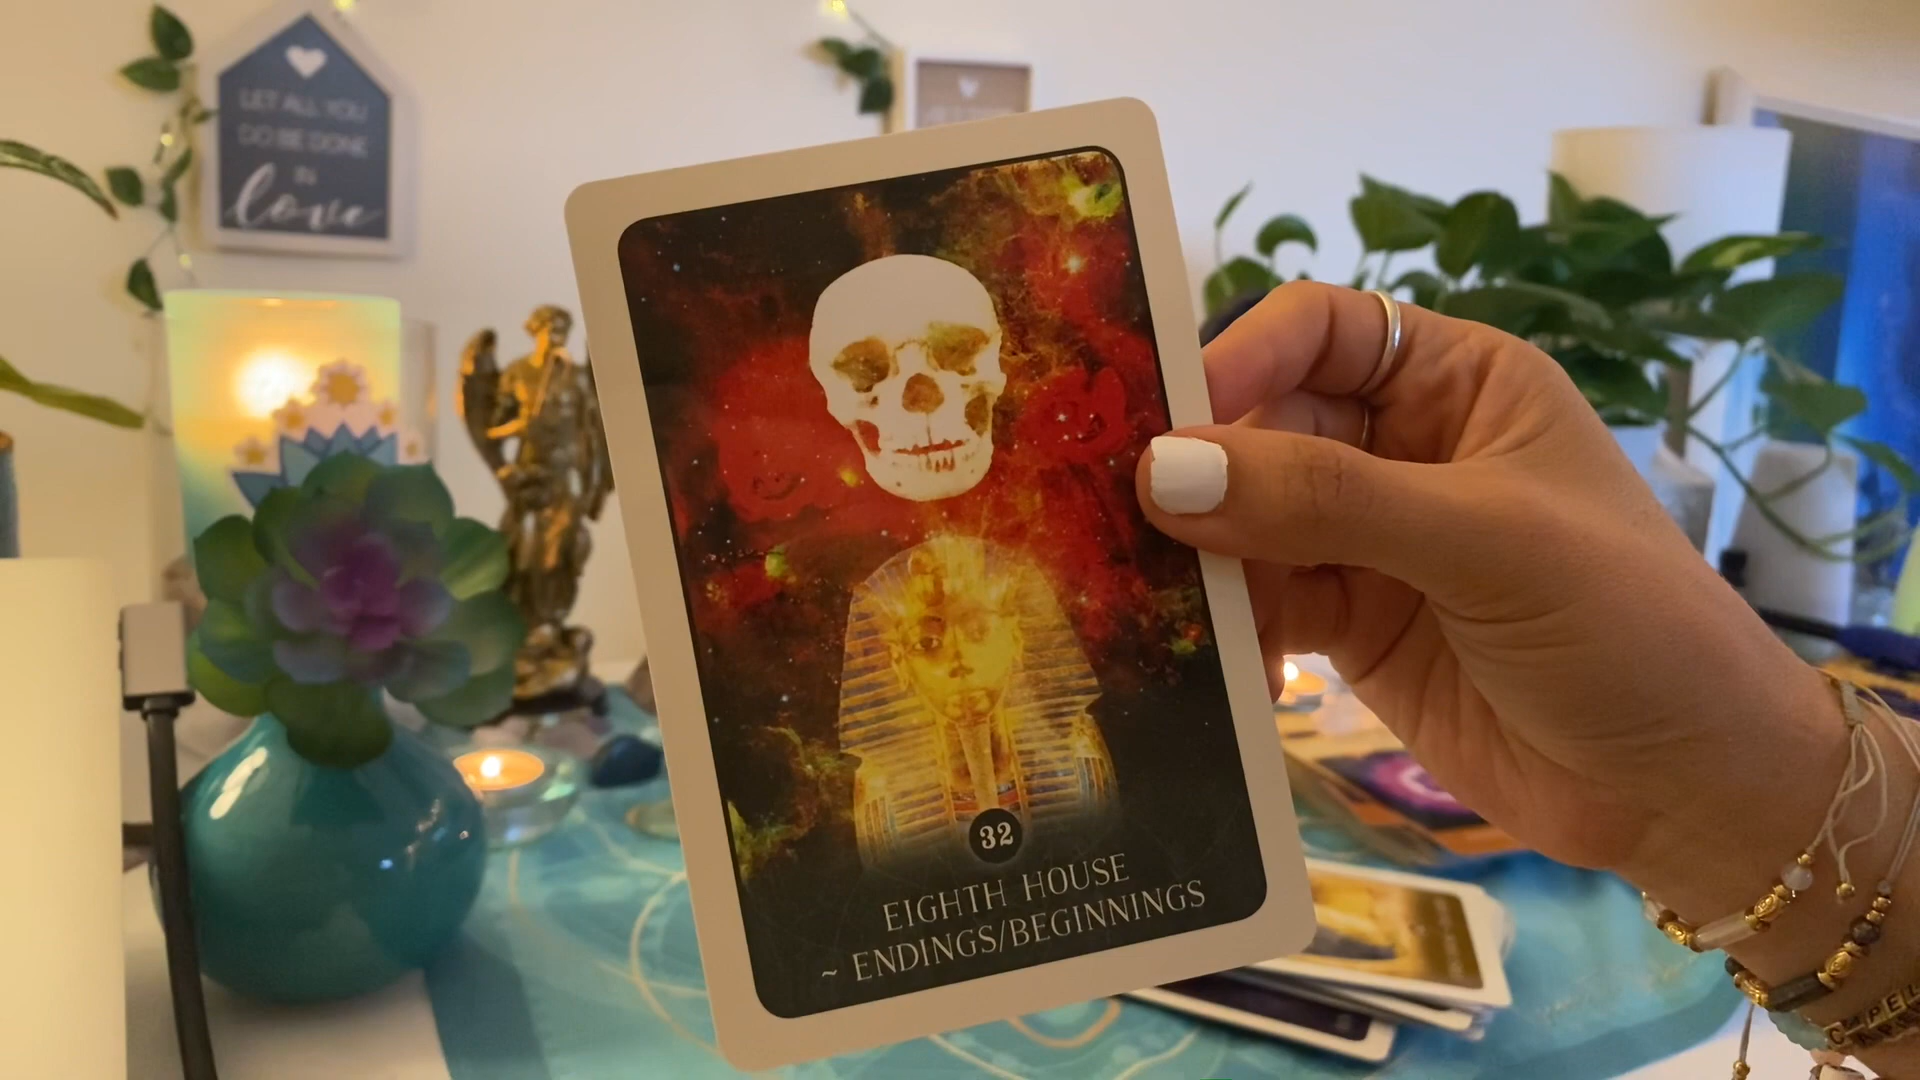 LET ALL YOU
DO BE DONE
IN
love
32
EIGHTH HOUSE
~ ENDINGS/BEGINNINGS